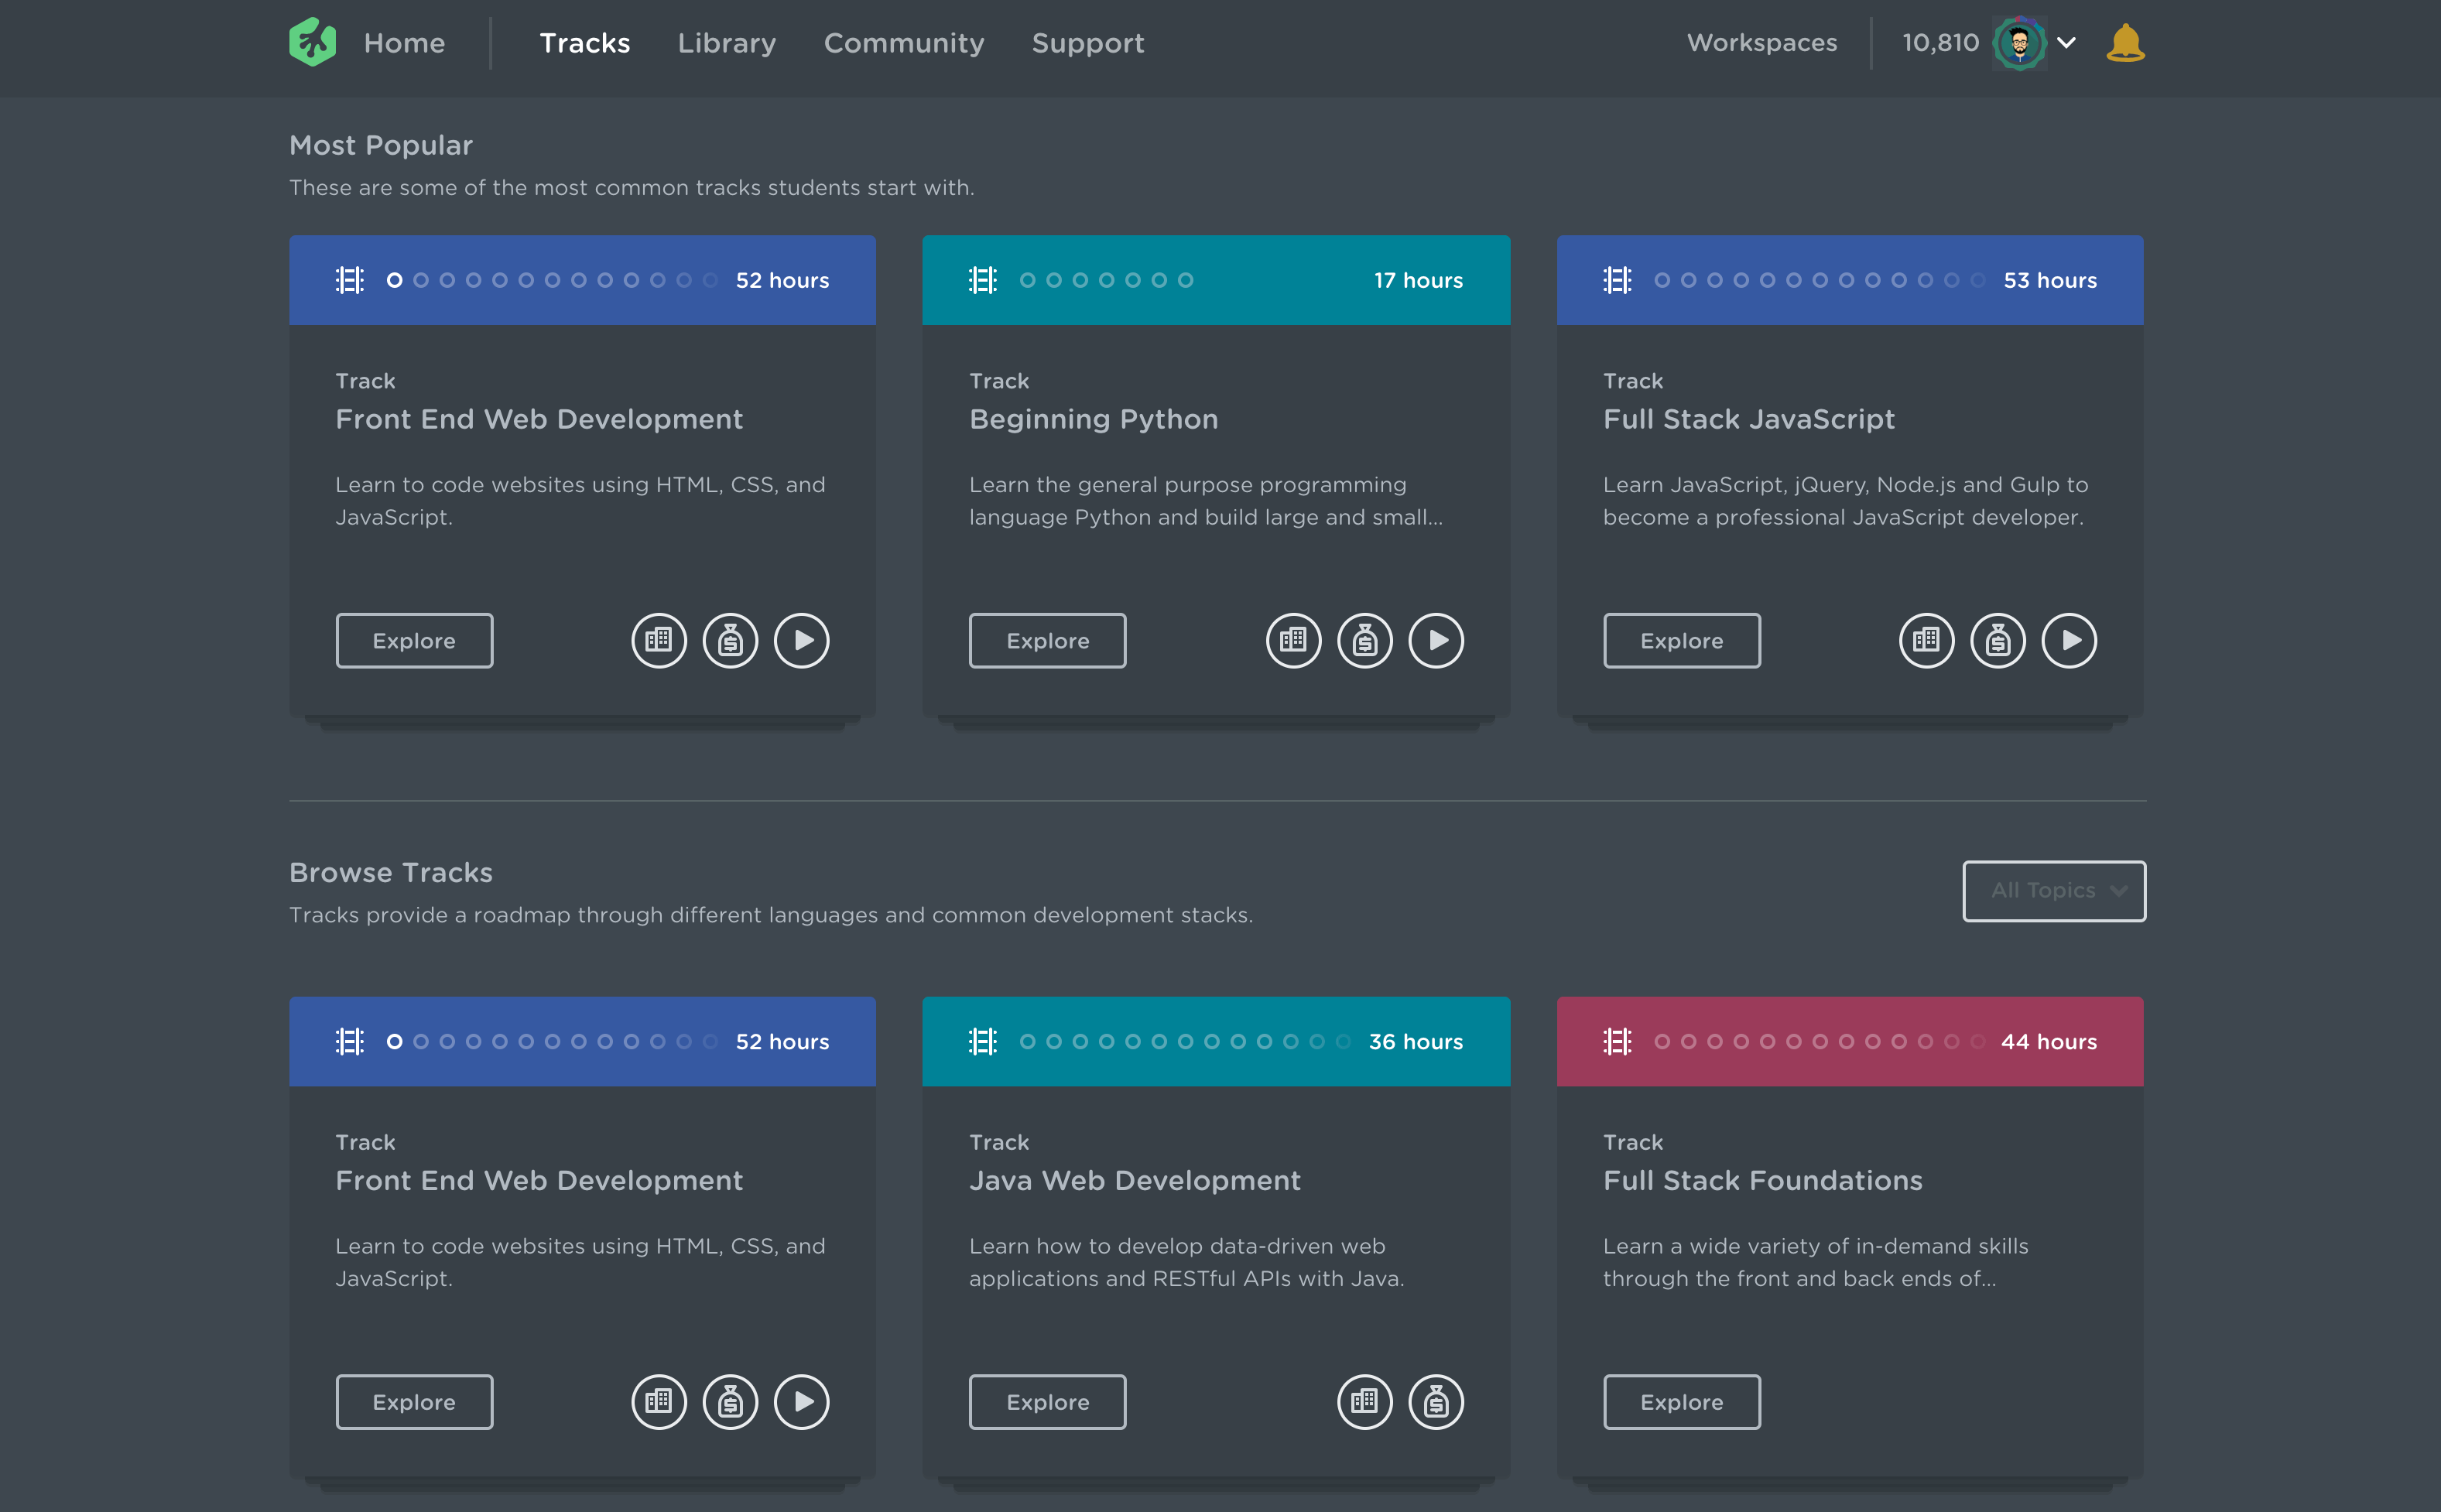 Home
Tracks
Library
Community
Support
Workspaces
10,810
Most Popular
These are some of the most common tracks students start with.
52 hours
Track
Front End Web Development
Learn to code websites using HTML, CSS, and
JavaScript.
Explore
17 hours
Track
Beginning Python
Learn the general purpose programming
language Python and build large and small...
Explore
53 hours
Track
Full Stack JavaScript
Learn JavaScript, jQuery, Node.js and Gulp to
become a professional JavaScript developer.
Explore
Browse Tracks
Tracks provide a roadmap through different languages and common development stacks.
All Topics
52 hours
Track
Front End Web Development
Learn to code websites using HTML, CSS, and
JavaScript.
Explore
36 hours
Track
Java Web Development
Learn how to develop data-driven web
applications and RESTful APIs with Java.
Explore
44 hours
Track
Full Stack Foundations
Learn a wide variety of in-demand skills
through the front and back ends of...
Explore